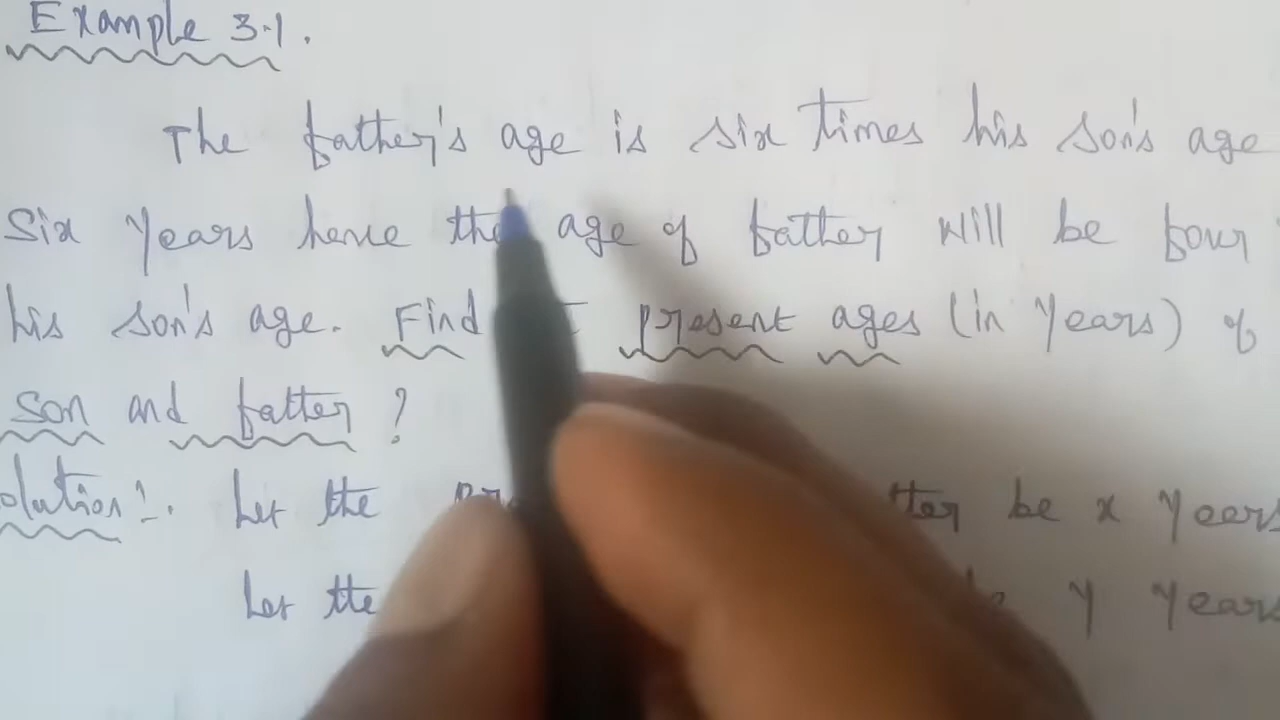 Example 3.1.
The father's age is six times his son's age
Six years hence the age of father will be four
his son's age. Find present ages (in years) of
son and father ?
olution:- Let the be x years
Let the y years